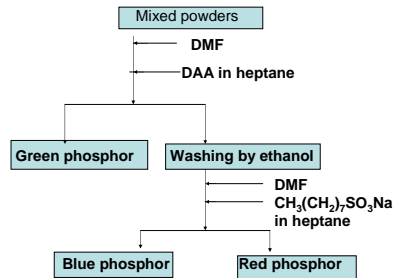 Mixed powders
DMF
DAA in heptane
Green phosphor
Washing by ethanol
DMF
CH₃(CH₂)₇SO₃Na
in heptane
Blue phosphor
Red phosphor